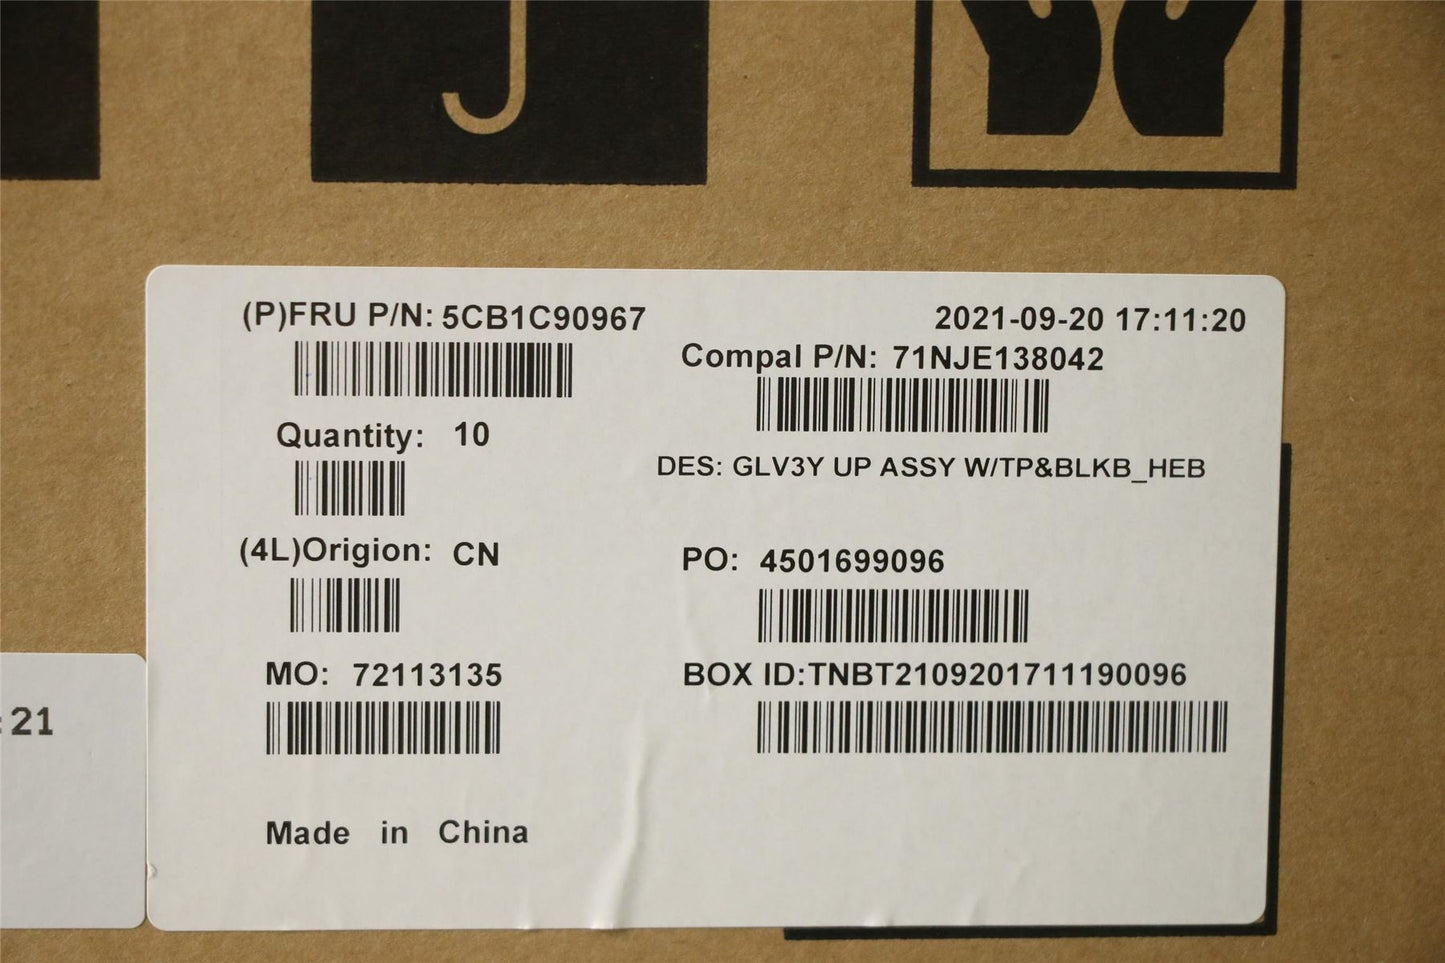 (P)FRU P/N: 5CB1C90967
2021-09-20 17:11:20
Compal P/N: 71NJE138042
Quantity: 10
DES: GLV3Y UP ASSY W/TP&BLKB_HEB
(4L)Origion: CN
PO: 4501699096
MO: 72113135
BOX ID:TNBT2109201711190096
:21
Made in China